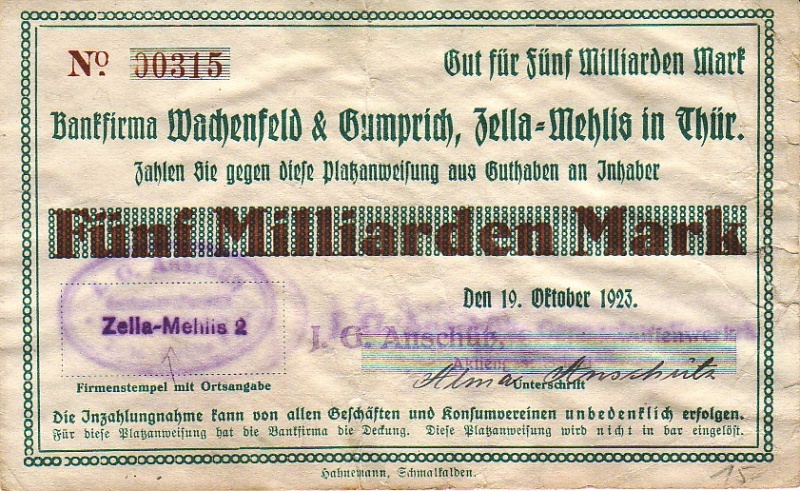 No. 00315
Gut für Fünf Milliarden Mark
Bankfirma Wachenfeld & Gumprich, Zella-Mehlis in Thür.
Zahlen Sie gegen diese Platzanweisung aus Guthaben an Inhaber
Fünf Milliarden Mark
Den 19. Oktober 1923.
J. G. Anschütz
Zella-Mehlis 2
J. G. Anschütz,
Firmenstempel mit Ortsangabe
Unterschrift
Anschütz
Die Inzahlungnahme kann von allen Geschäften und Konsumvereinen unbedenklich erfolgen.
Für diese Platzanweisung hat die Bankfirma die Deckung. Diese Platzanweisung wird nicht in bar eingelöst.
Hahnemann, Schmalkalden.
15.-